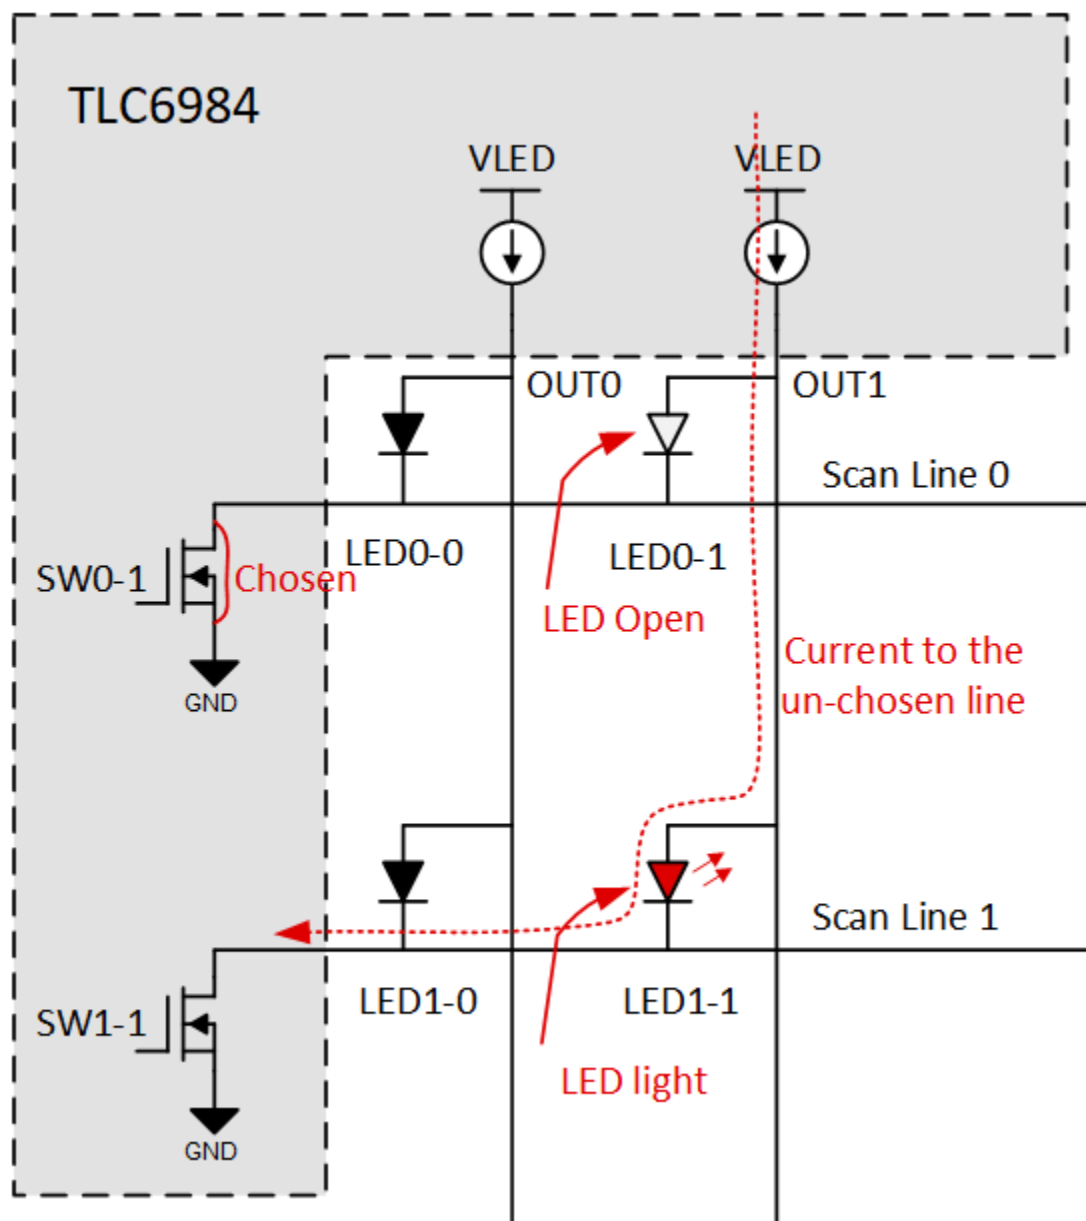 TLC6984
VLED
VLED
OUT0
OUT1
Scan Line 0
LED0-0
LED0-1
SW0-1
Chosen
LED Open
GND
Current to the
un-chosen line
Scan Line 1
LED1-0
LED1-1
SW1-1
LED light
GND